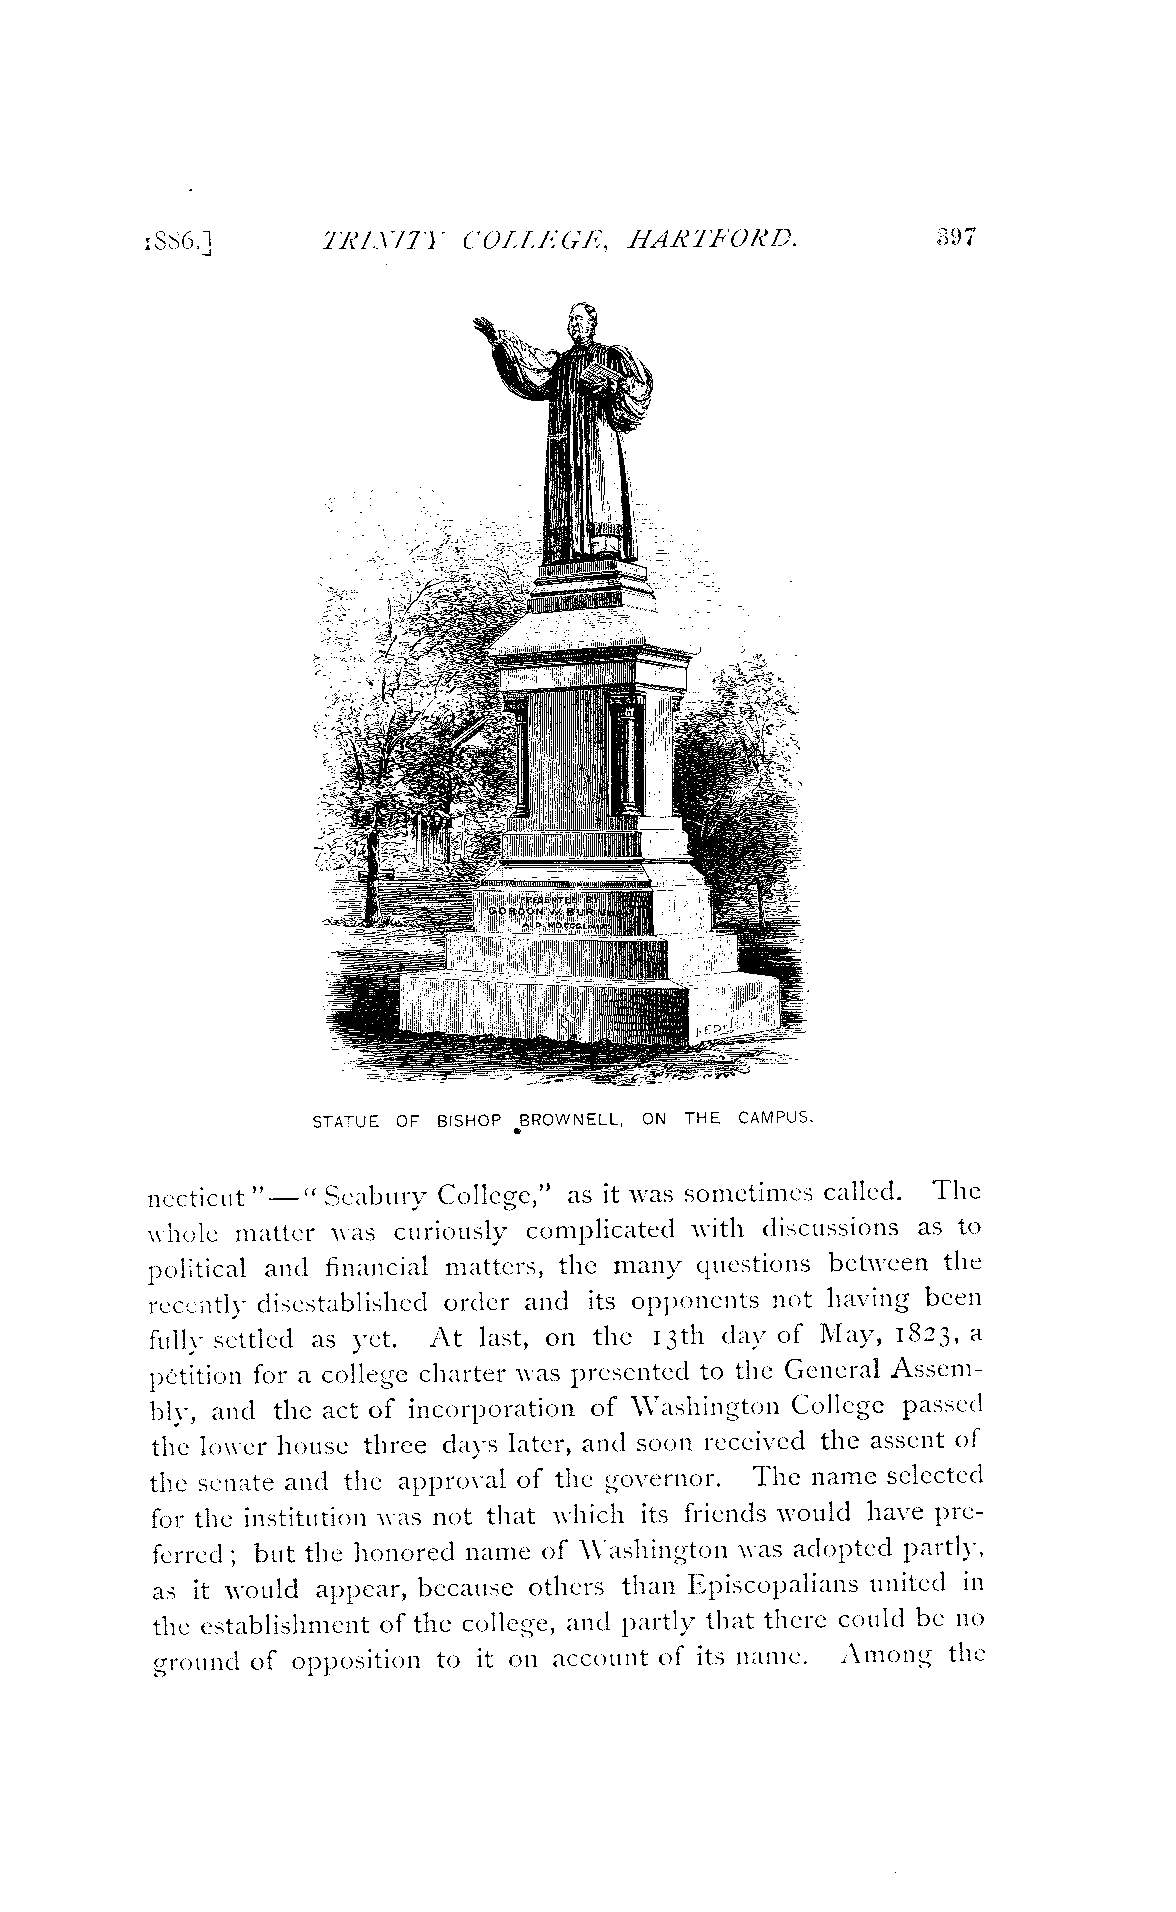 1886.] TRINITY COLLEGE, HARTFORD. 397
PRESENTED BY
GORDON W. BURNHAM
A.D.
STATUE OF BISHOP BROWNELL, ON THE CAMPUS.
necticut"—"Seabury College," as it was sometimes called. The
whole matter was curiously complicated with discussions as to
political and financial matters, the many questions between the
recently disestablished order and its opponents not having been
fully settled as yet. At last, on the 13th day of May, 1823, a
petition for a college charter was presented to the General Assem-
bly, and the act of incorporation of Washington College passed
the lower house three days later, and soon received the assent of
the senate and the approval of the governor. The name selected
for the institution was not that which its friends would have pre-
ferred; but the honored name of Washington was adopted partly,
as it would appear, because others than Episcopalians united in
the establishment of the college, and partly that there could be no
ground of opposition to it on account of its name. Among the